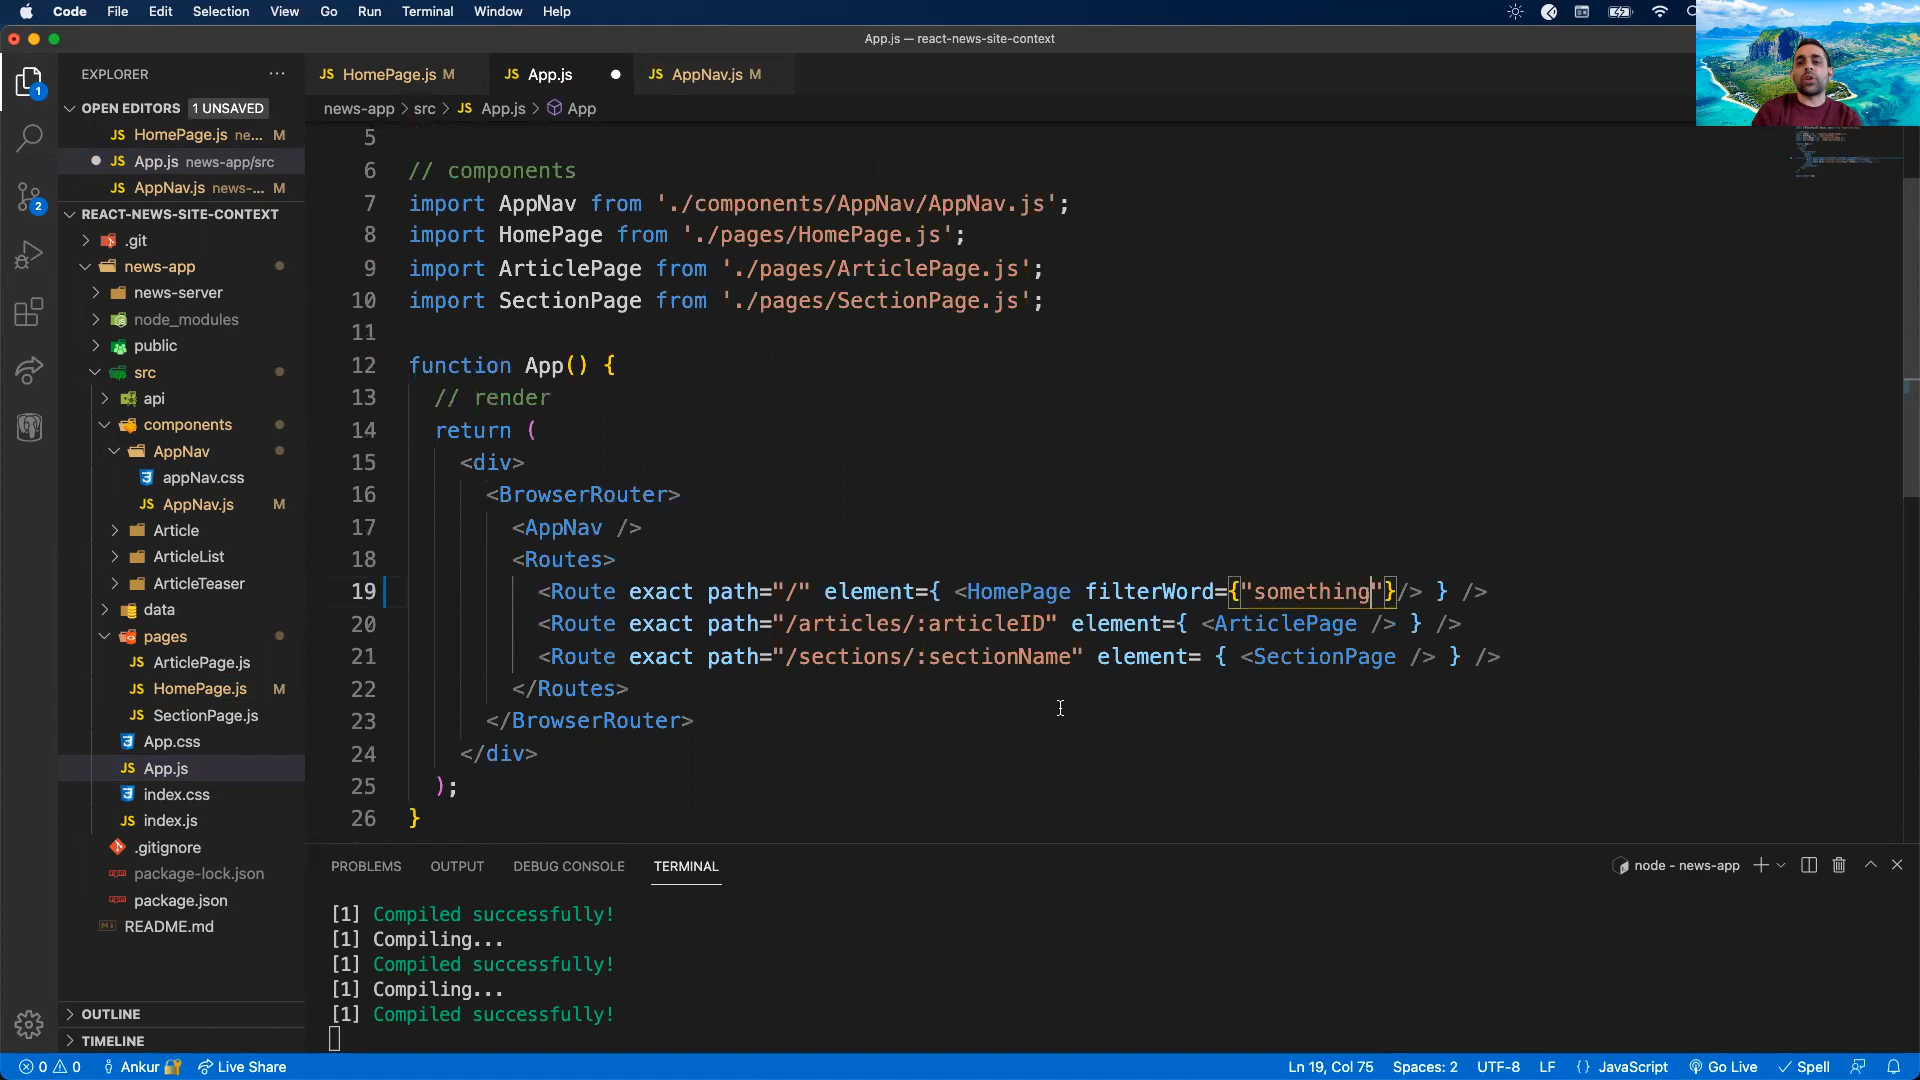 Code File Edit Selection View Go Run Terminal Window Help
App.js — react-news-site-context
EXPLORER
OPEN EDITORS 1 UNSAVED
JS HomePage.js ne... M
JS App.js news-app/src
JS AppNav.js news-... M
REACT-NEWS-SITE-CONTEXT
.git
news-app
news-server
node_modules
public
src
api
components
AppNav
appNav.css
JS AppNav.js M
Article
ArticleList
ArticleTeaser
data
pages
JS ArticlePage.js
JS HomePage.js M
JS SectionPage.js
App.css
JS App.js
index.css
JS index.js
.gitignore
package-lock.json
package.json
README.md
OUTLINE
TIMELINE
1
2
JS HomePage.js M JS App.js JS AppNav.js M
news-app > src > JS App.js > App
5
6 // components
7 import AppNav from './components/AppNav/AppNav.js';
8 import HomePage from './pages/HomePage.js';
9 import ArticlePage from './pages/ArticlePage.js';
10 import SectionPage from './pages/SectionPage.js';
11
12 function App() {
13 // render
14 return (
15 <div>
16 <BrowserRouter>
17 <AppNav />
18 <Routes>
19 <Route exact path="/" element={ <HomePage filterWord={"something"}/> } />
20 <Route exact path="/articles/:articleID" element={ <ArticlePage /> } />
21 <Route exact path="/sections/:sectionName" element= { <SectionPage /> } />
22 </Routes>
23 </BrowserRouter>
24 </div>
25 );
26 }
PROBLEMS OUTPUT DEBUG CONSOLE TERMINAL node - news-app
[1] Compiled successfully!
[1] Compiling...
[1] Compiled successfully!
[1] Compiling...
[1] Compiled successfully!
0 0 Ankur Live Share Ln 19, Col 75 Spaces: 2 UTF-8 LF {} JavaScript Go Live Spell